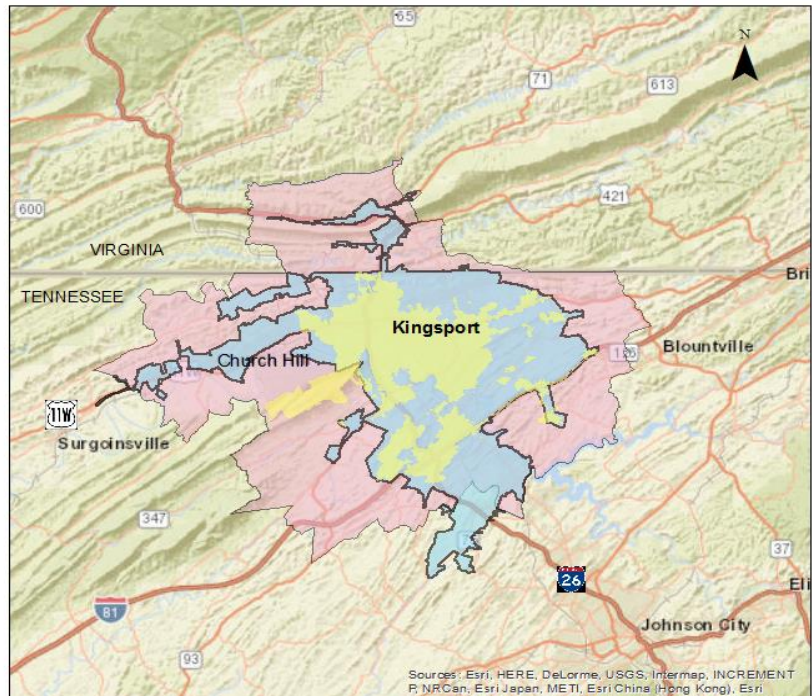 65
N
71
613
600
421
VIRGINIA
TENNESSEE
Bri
Kingsport
126
Blountville
Church Hill
11W
Surgoinsville
347
26
37
81
Eli
Johnson City
93
Sources: Esri, HERE, DeLorme, USGS, Intermap, INCREMENT
P, NRCan, Esri Japan, METI, Esri China (Hong Kong), Esri